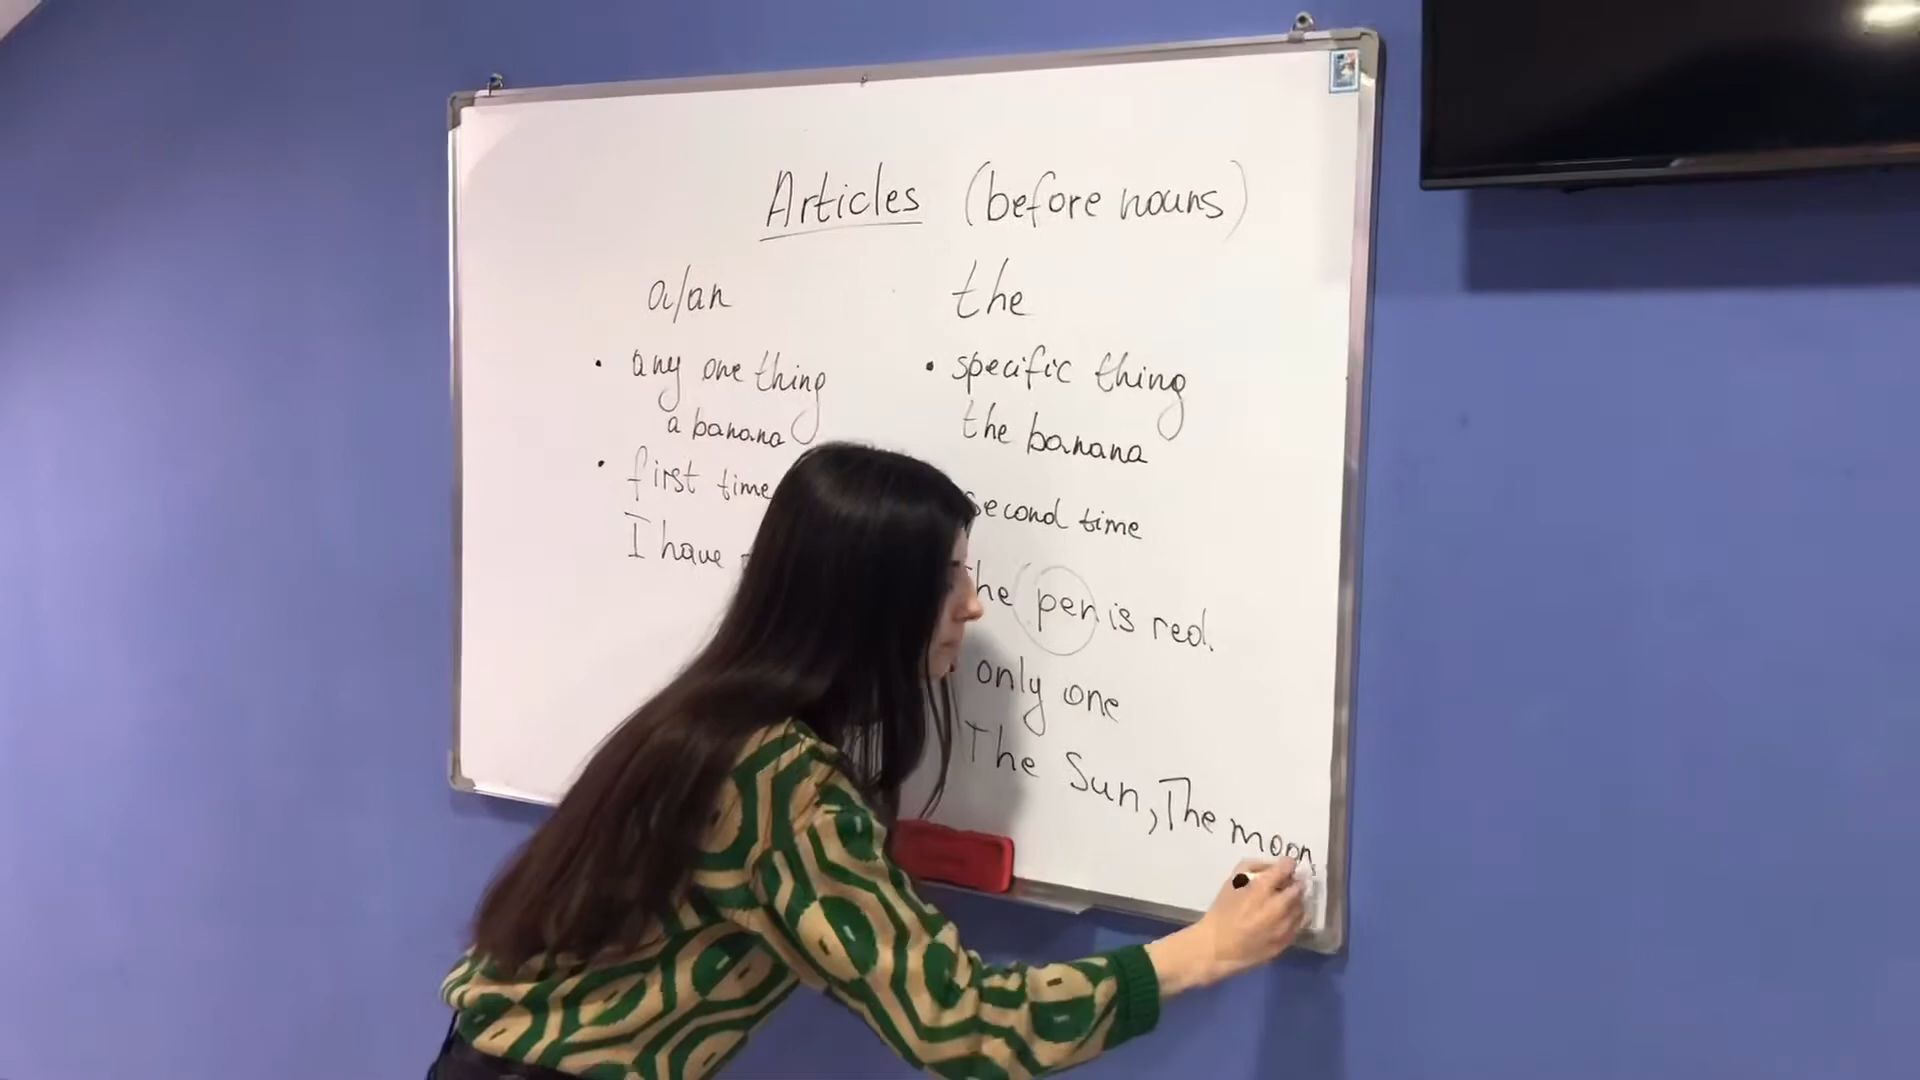 Articles (before nouns)
a/an
the
• any one thing
a banana
• specific thing
the banana
• first time
I have
second time
he pen is red.
only one
The Sun, The moon